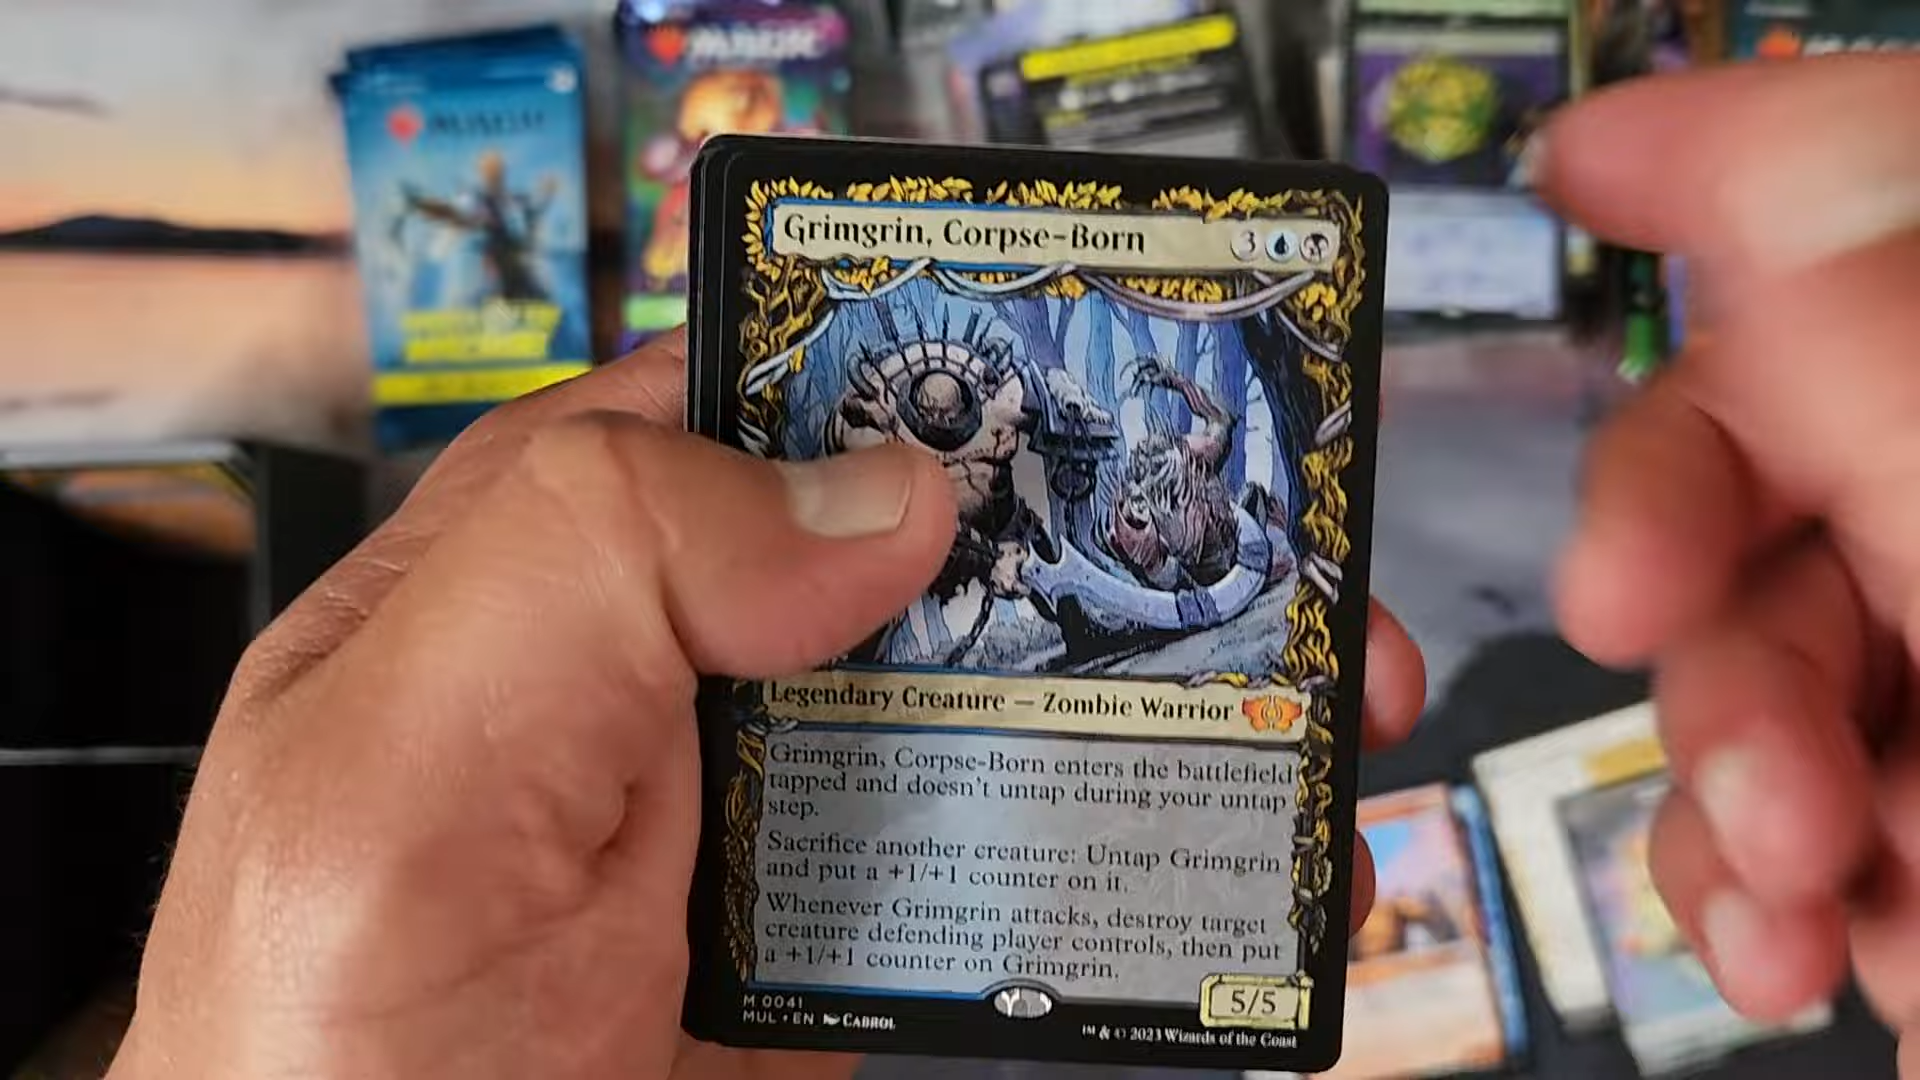 MAGIC
MAGIC
Grimgrin, Corpse-Born 3
Legendary Creature — Zombie Warrior
Grimgrin, Corpse-Born enters the battlefield
tapped and doesn't untap during your untap
step.
Sacrifice another creature: Untap Grimgrin
and put a +1/+1 counter on it.
Whenever Grimgrin attacks, destroy target
creature defending player controls, then put
a +1/+1 counter on Grimgrin.
5/5
M 0041
MUL • EN CABROL
™ & © 2023 Wizards of the Coast